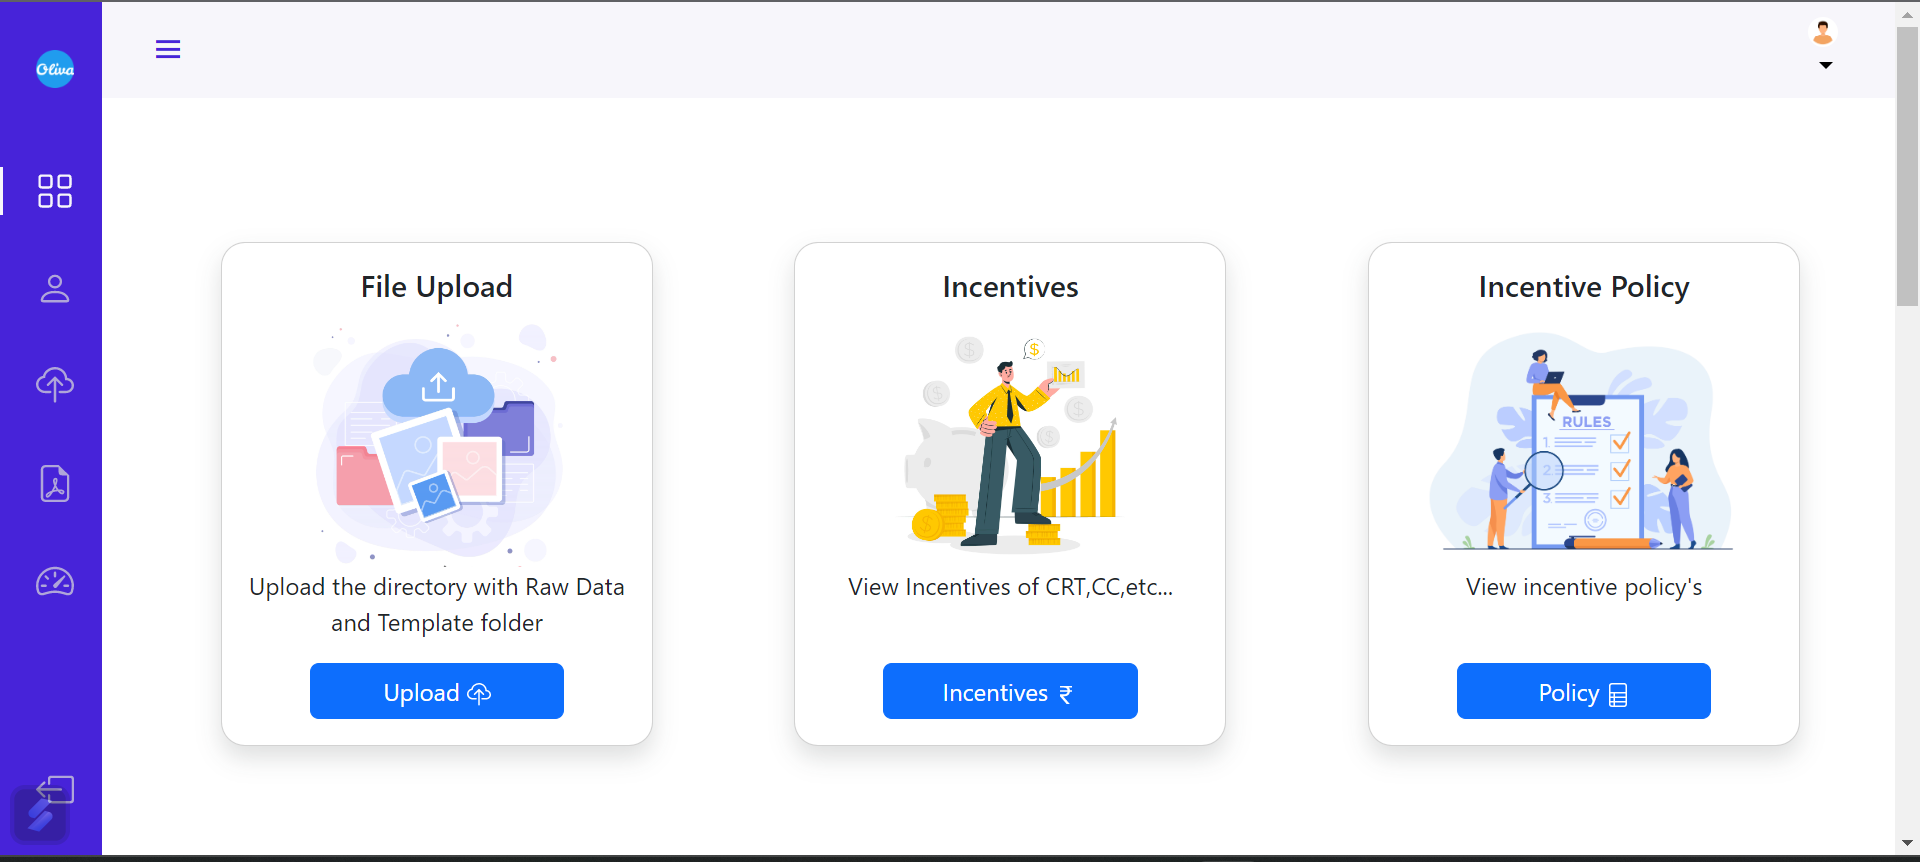 Oliva
File Upload
Upload the directory with Raw Data
and Template folder
Upload
Incentives
View Incentives of CRT,CC,etc...
Incentives ₹
Incentive Policy
RULES
1.
2
3.
View incentive policy's
Policy